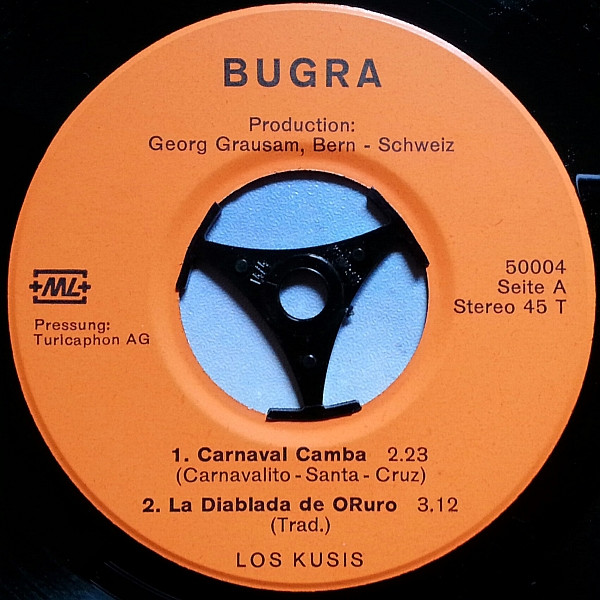 BUGRA
Production:
Georg Grausam, Bern - Schweiz
+ML+
Pressung:
Turicaphon AG
50004
Seite A
Stereo 45 T
1. Carnaval Camba 2.23
(Carnavalito - Santa - Cruz)
2. La Diablada de ORuro 3.12
(Trad.)
LOS KUSIS